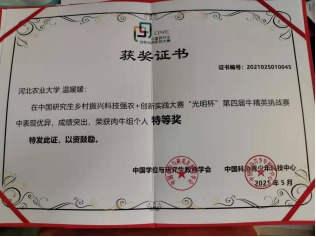 CPVFC
获奖证书
证书编号：2021025010045
河北农业大学 温媛媛：
在中国研究生乡村振兴科技强农+创新实践大赛“光明杯”第四届牛精英挑战赛
中表现优异，成绩突出，荣获肉牛组个人 特等奖
特发此证，以资鼓励。
中国学位与研究生教育学会
中国科协青少年科技中心
2021年5月